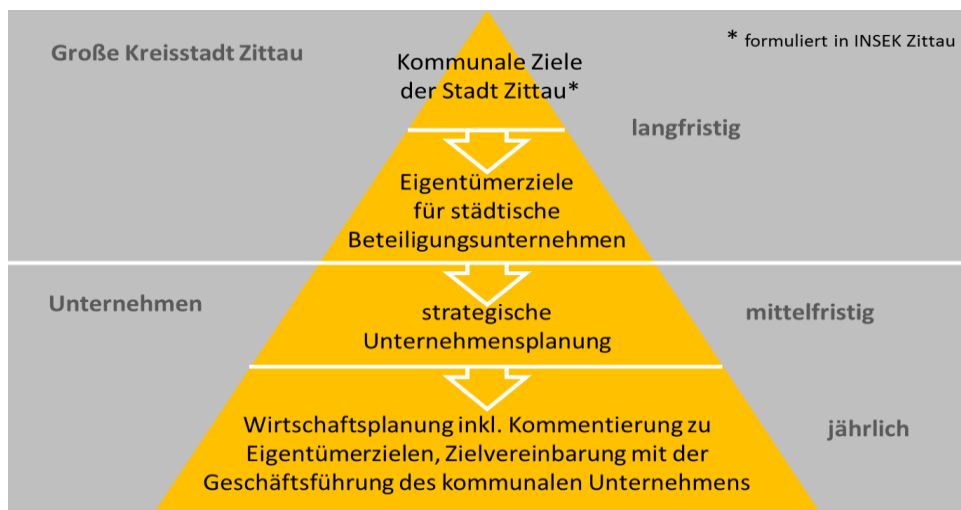 Große Kreisstadt Zittau
* formuliert in INSEK Zittau
Kommunale Ziele
der Stadt Zittau*
langfristig
Eigentümerziele
für städtische
Beteiligungsunternehmen
Unternehmen
strategische
Unternehmensplanung
mittelfristig
Wirtschaftsplanung inkl. Kommentierung zu
Eigentümerzielen, Zielvereinbarung mit der
Geschäftsführung des kommunalen Unternehmens
jährlich